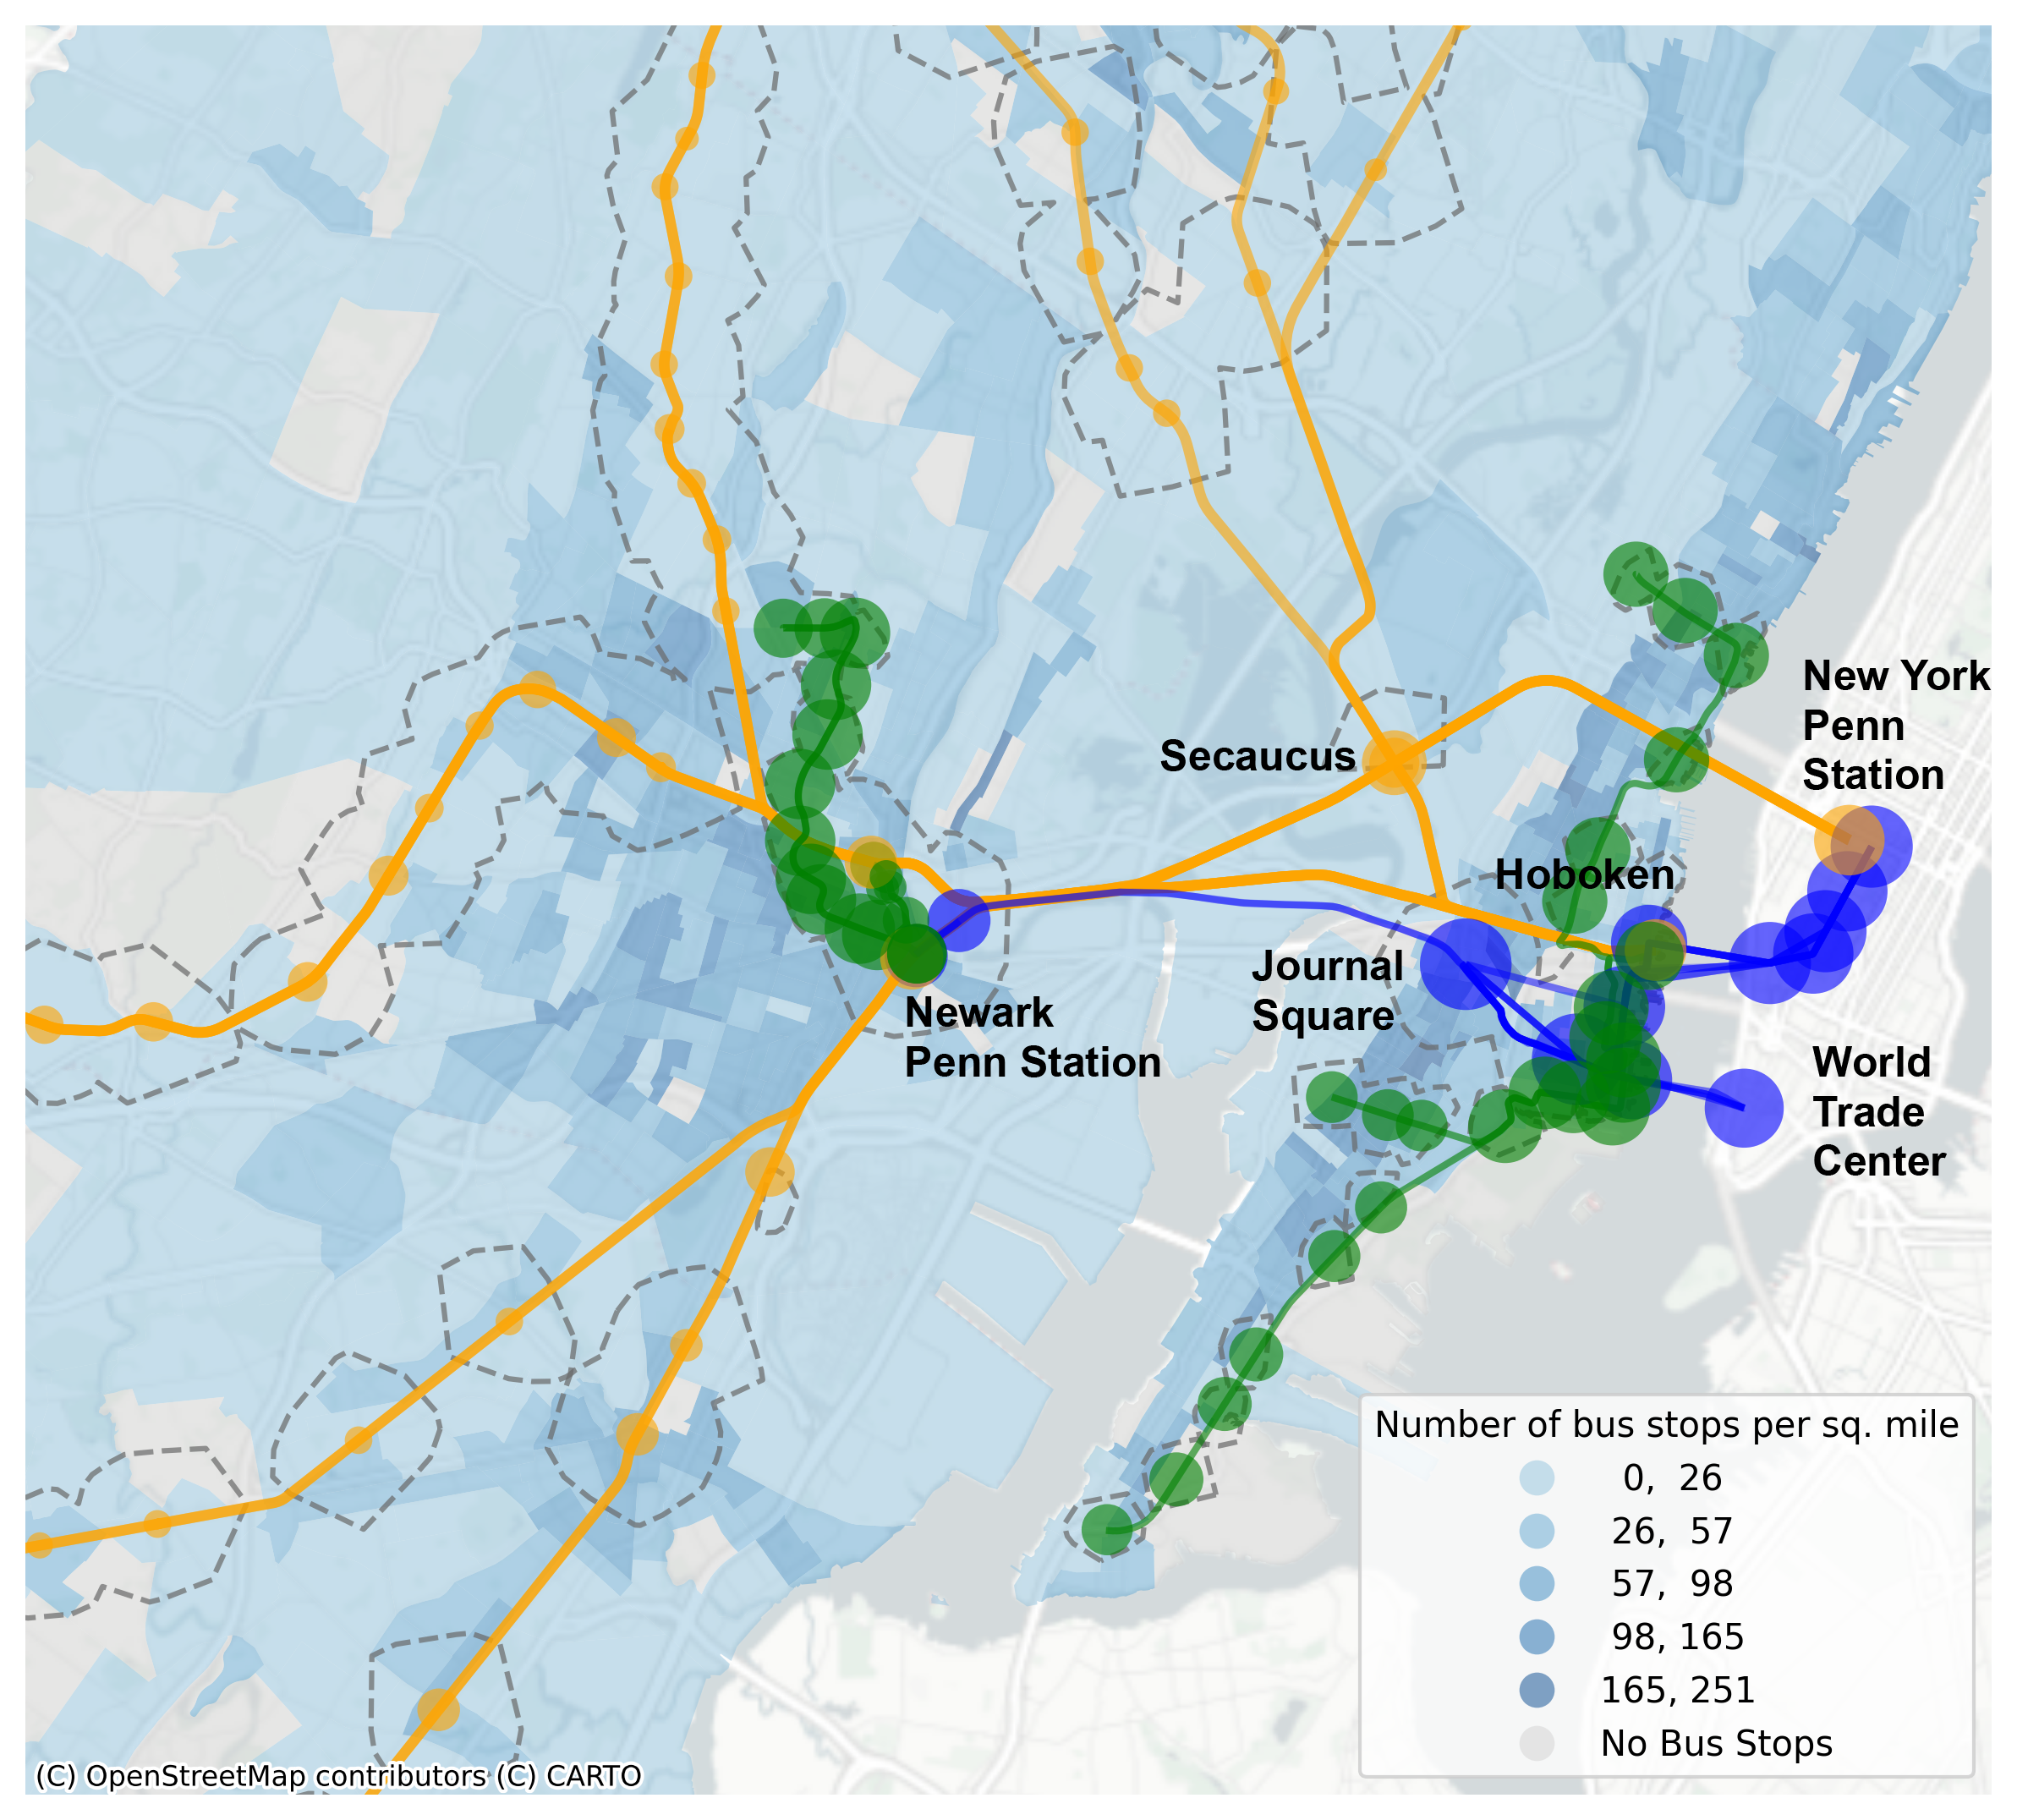 New York
Penn
Station
Secaucus
Hoboken
Journal
Square
Newark
Penn Station
World
Trade
Center
Number of bus stops per sq. mile
0, 26
26, 57
57, 98
98, 165
165, 251
No Bus Stops
(C) OpenStreetMap contributors (C) CARTO